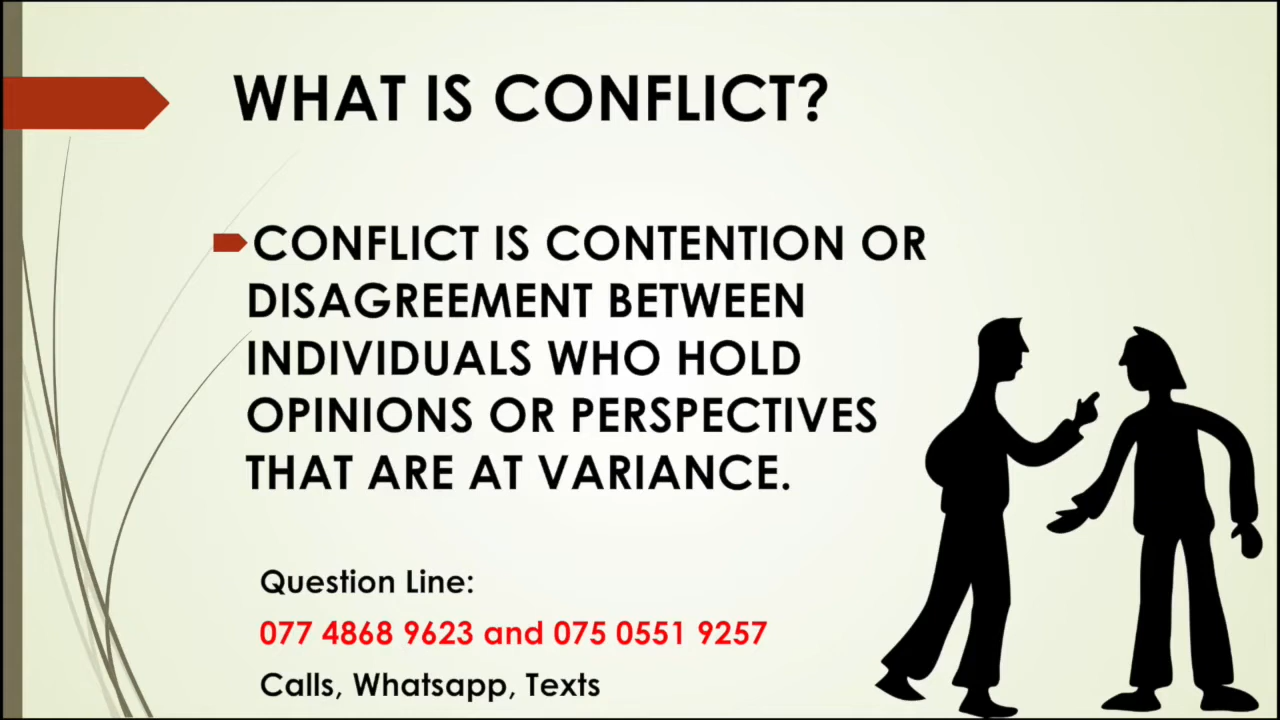 WHAT IS CONFLICT?
CONFLICT IS CONTENTION OR
DISAGREEMENT BETWEEN
INDIVIDUALS WHO HOLD
OPINIONS OR PERSPECTIVES
THAT ARE AT VARIANCE.
Question Line:
077 4868 9623 and 075 0551 9257
Calls, Whatsapp, Texts